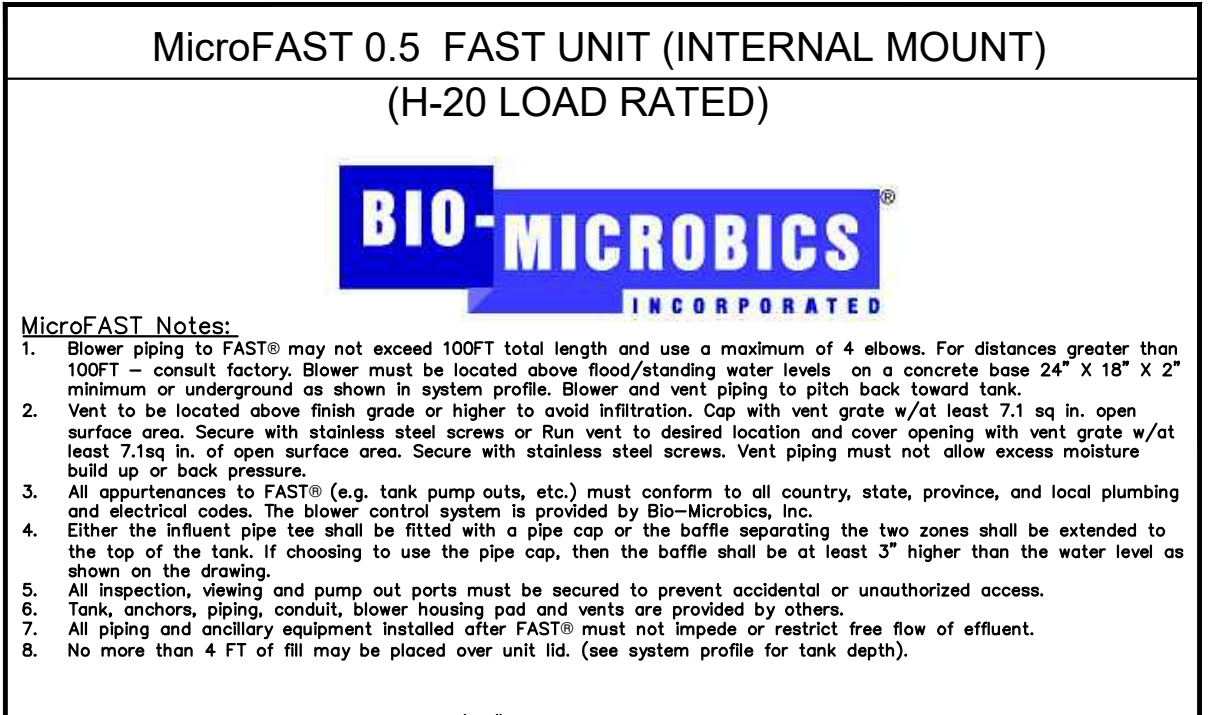 MicroFAST 0.5 FAST UNIT (INTERNAL MOUNT)
(H-20 LOAD RATED)
BIO-
MICROBICS
®
INCORPORATED
MicroFAST Notes:
1. Blower piping to FAST® may not exceed 100FT total length and use a maximum of 4 elbows. For distances greater than
100FT – consult factory. Blower must be located above flood/standing water levels on a concrete base 24" X 18" X 2"
minimum or underground as shown in system profile. Blower and vent piping to pitch back toward tank.
2. Vent to be located above finish grade or higher to avoid infiltration. Cap with vent grate w/at least 7.1 sq in. open
surface area. Secure with stainless steel screws or Run vent to desired location and cover opening with vent grate w/at
least 7.1sq in. of open surface area. Secure with stainless steel screws. Vent piping must not allow excess moisture
build up or back pressure.
3. All appurtenances to FAST® (e.g. tank pump outs, etc.) must conform to all country, state, province, and local plumbing
and electrical codes. The blower control system is provided by Bio–Microbics, Inc.
4. Either the influent pipe tee shall be fitted with a pipe cap or the baffle separating the two zones shall be extended to
the top of the tank. If choosing to use the pipe cap, then the baffle shall be at least 3" higher than the water level as
shown on the drawing.
5. All inspection, viewing and pump out ports must be secured to prevent accidental or unauthorized access.
6. Tank, anchors, piping, conduit, blower housing pad and vents are provided by others.
7. All piping and ancillary equipment installed after FAST® must not impede or restrict free flow of effluent.
8. No more than 4 FT of fill may be placed over unit lid. (see system profile for tank depth).